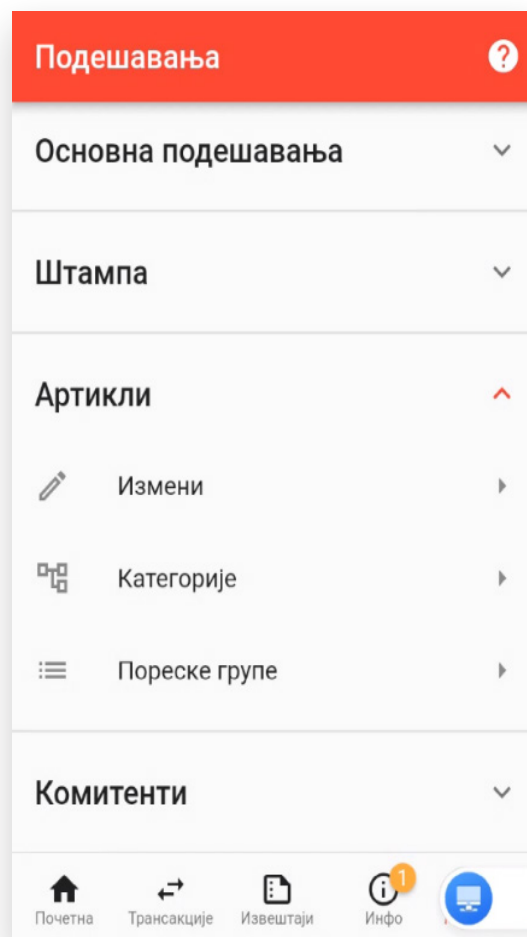 Подешавања
Основна подешавања
Штампа
Артикли
Измени
Категорије
Пореске групе
Комитенти
1
Почетна Трансакције Извештаји Инфо